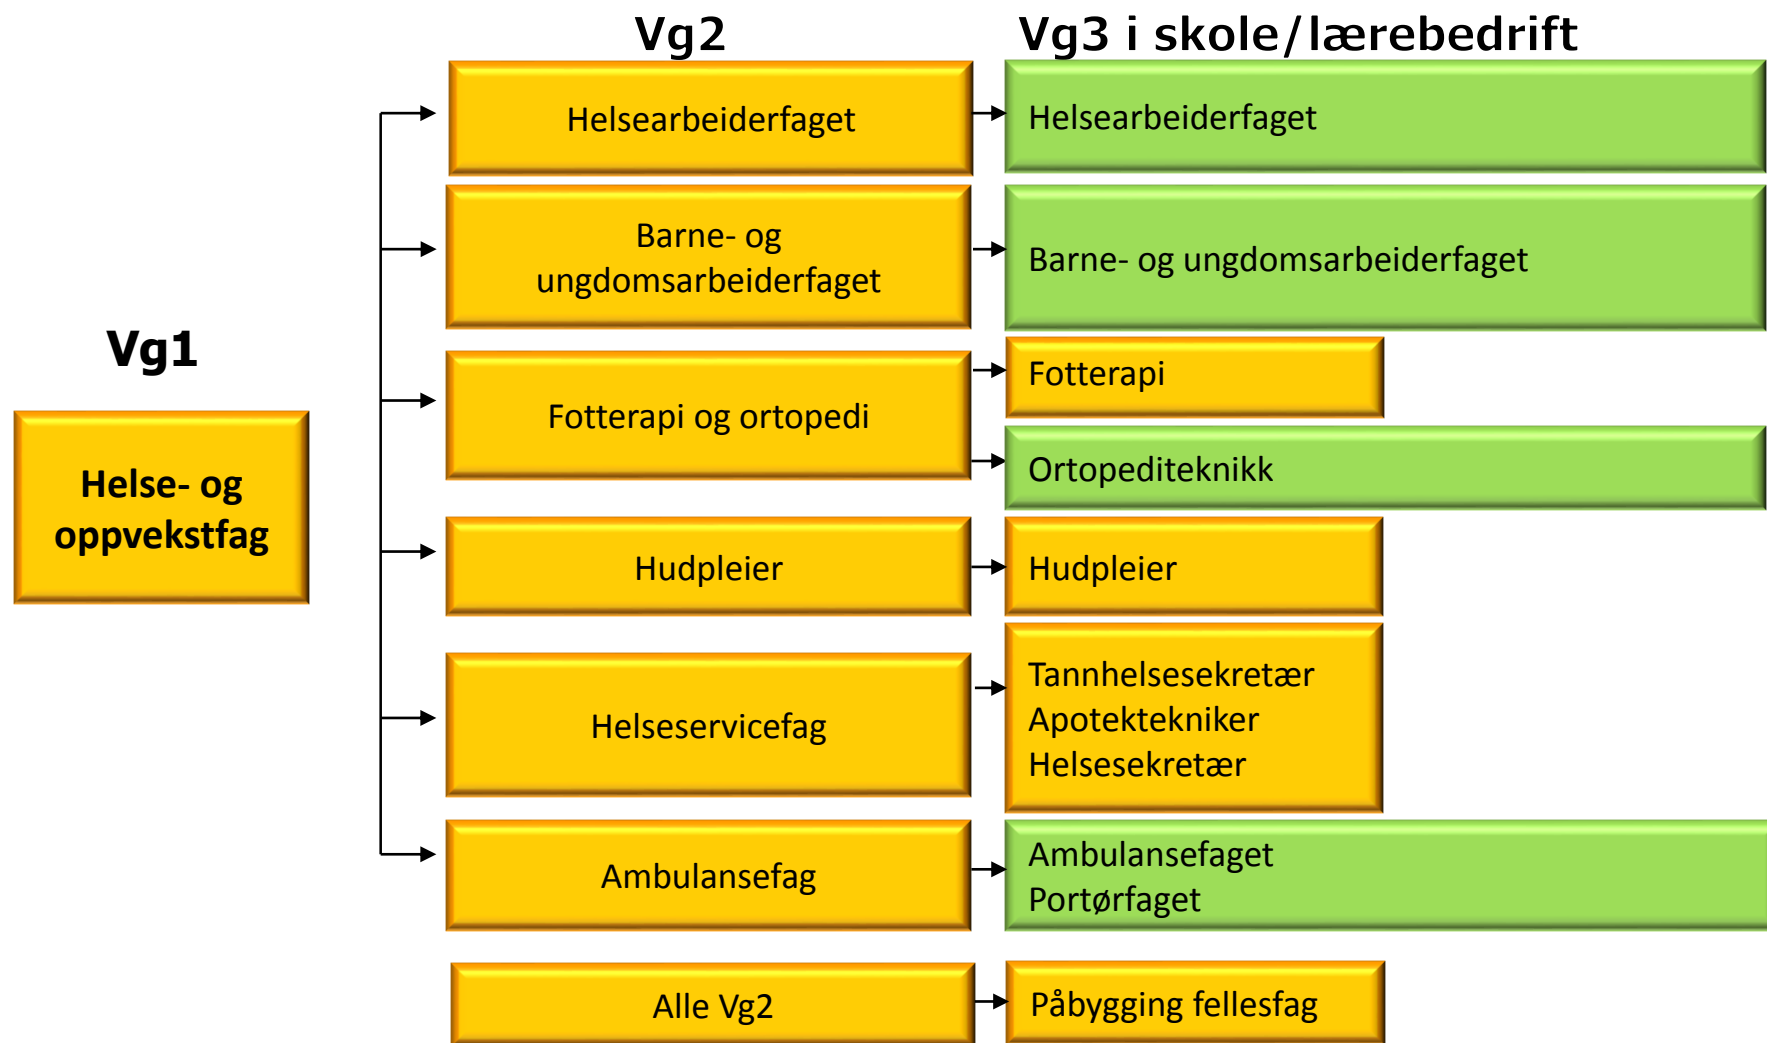 Vg2
Vg3 i skole/lærebedrift
Helsearbeiderfaget
Helsearbeiderfaget
Barne- og
ungdomsarbeiderfaget
Barne- og ungdomsarbeiderfaget
Vg1
Helse- og
oppvekstfag
Fotterapi og ortopedi
Fotterapi
Ortopediteknikk
Hudpleier
Hudpleier
Helseservicefag
Tannhelsesekretær
Apotektekniker
Helsesekretær
Ambulansefag
Ambulansefaget
Portørfaget
Alle Vg2
Påbygging fellesfag